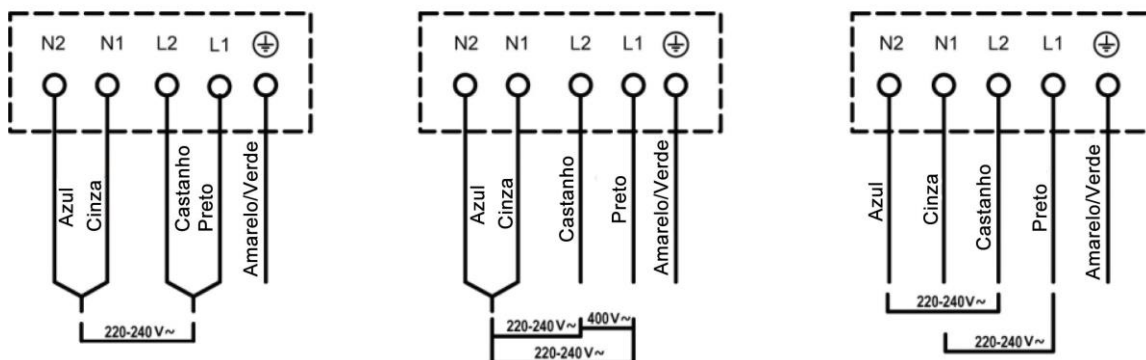 N2 N1 L2 L1
Azul
Cinza
Castanho
Preto
Amarelo/Verde
220-240 V~
N2 N1 L2 L1
Azul
Cinza
Castanho
Preto
Amarelo/Verde
220-240 V~ 400 V~
220-240 V~
N2 N1 L2 L1
Azul
Cinza
Castanho
Preto
Amarelo/Verde
220-240 V~
220-240 V~